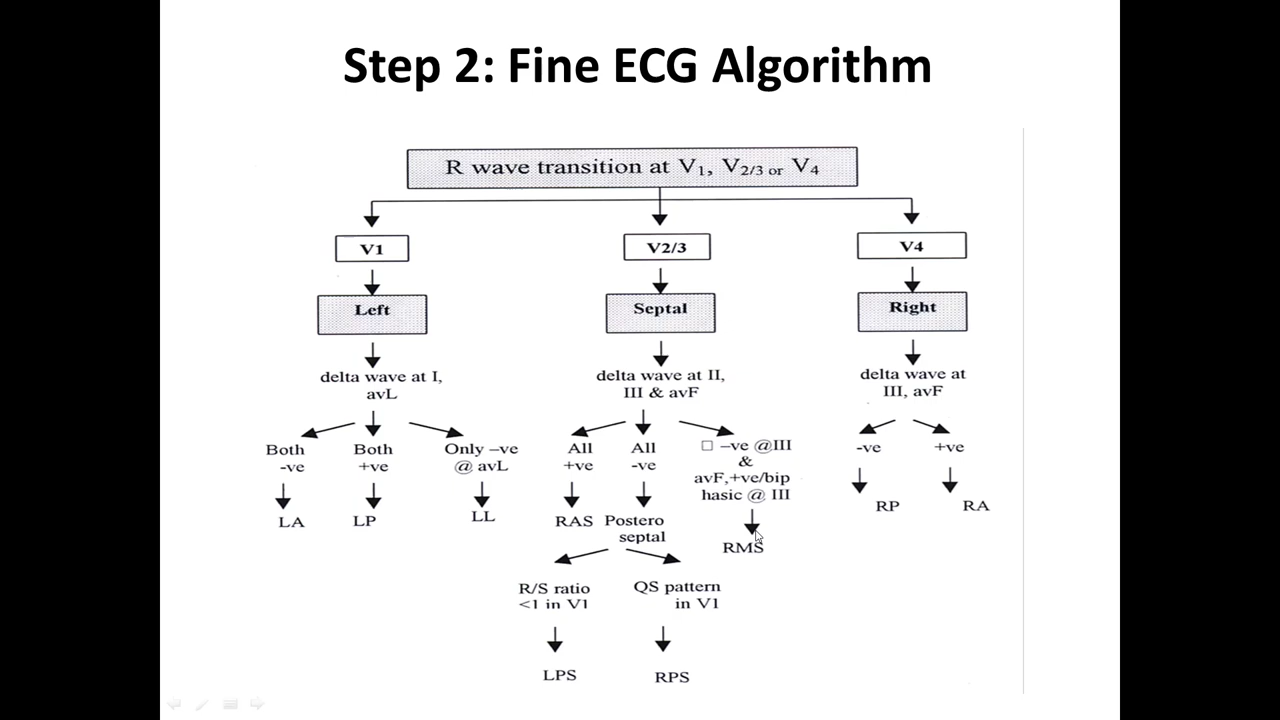 Step 2: Fine ECG Algorithm
R wave transition at V1, V2/3 or V4
V1
V2/3
V4
Left
Septal
Right
delta wave at I,
avL
delta wave at II,
III & avF
delta wave at
III, avF
Both
-ve
Both
+ve
Only –ve
@ avL
All
+ve
All
-ve
□ –ve @III
&
avF,+ve/bip
hasic @ III
-ve
+ve
LA
LP
LL
RAS
Postero
septal
RMS
RP
RA
R/S ratio
<1 in V1
QS pattern
in V1
LPS
RPS